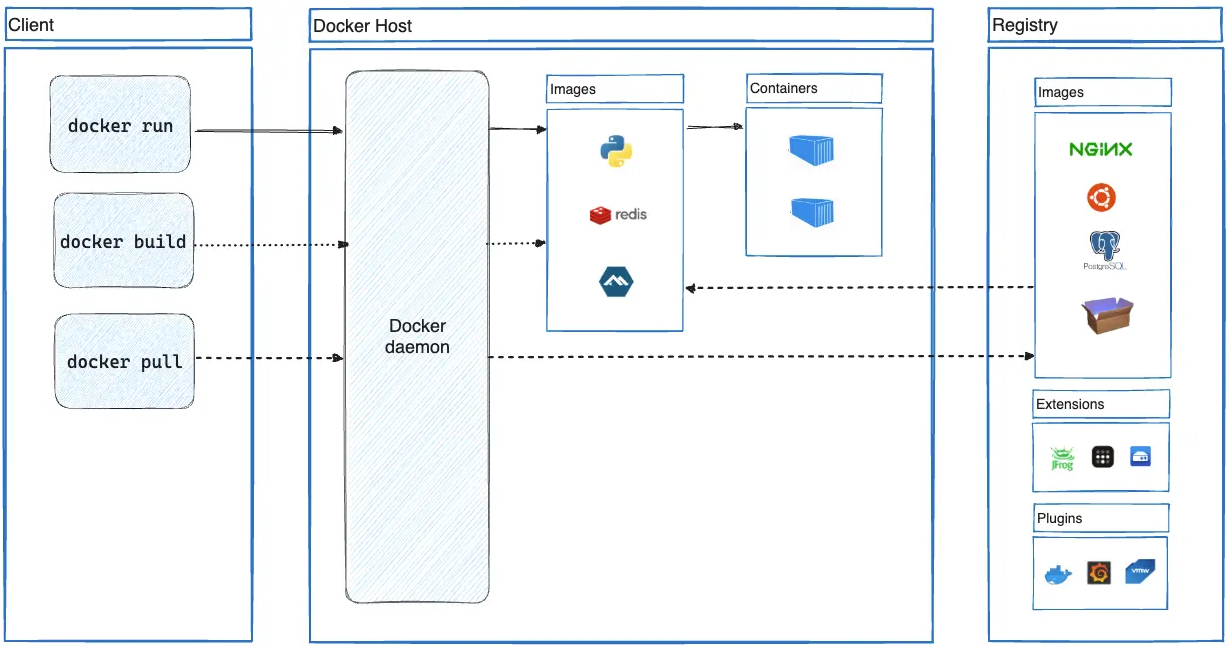 Client
docker run
docker build
docker pull
Docker Host
Docker
daemon
Images
redis
Containers
Registry
Images
NGINX
PostgreSQL
Extensions
JFrog
Plugins
vmw